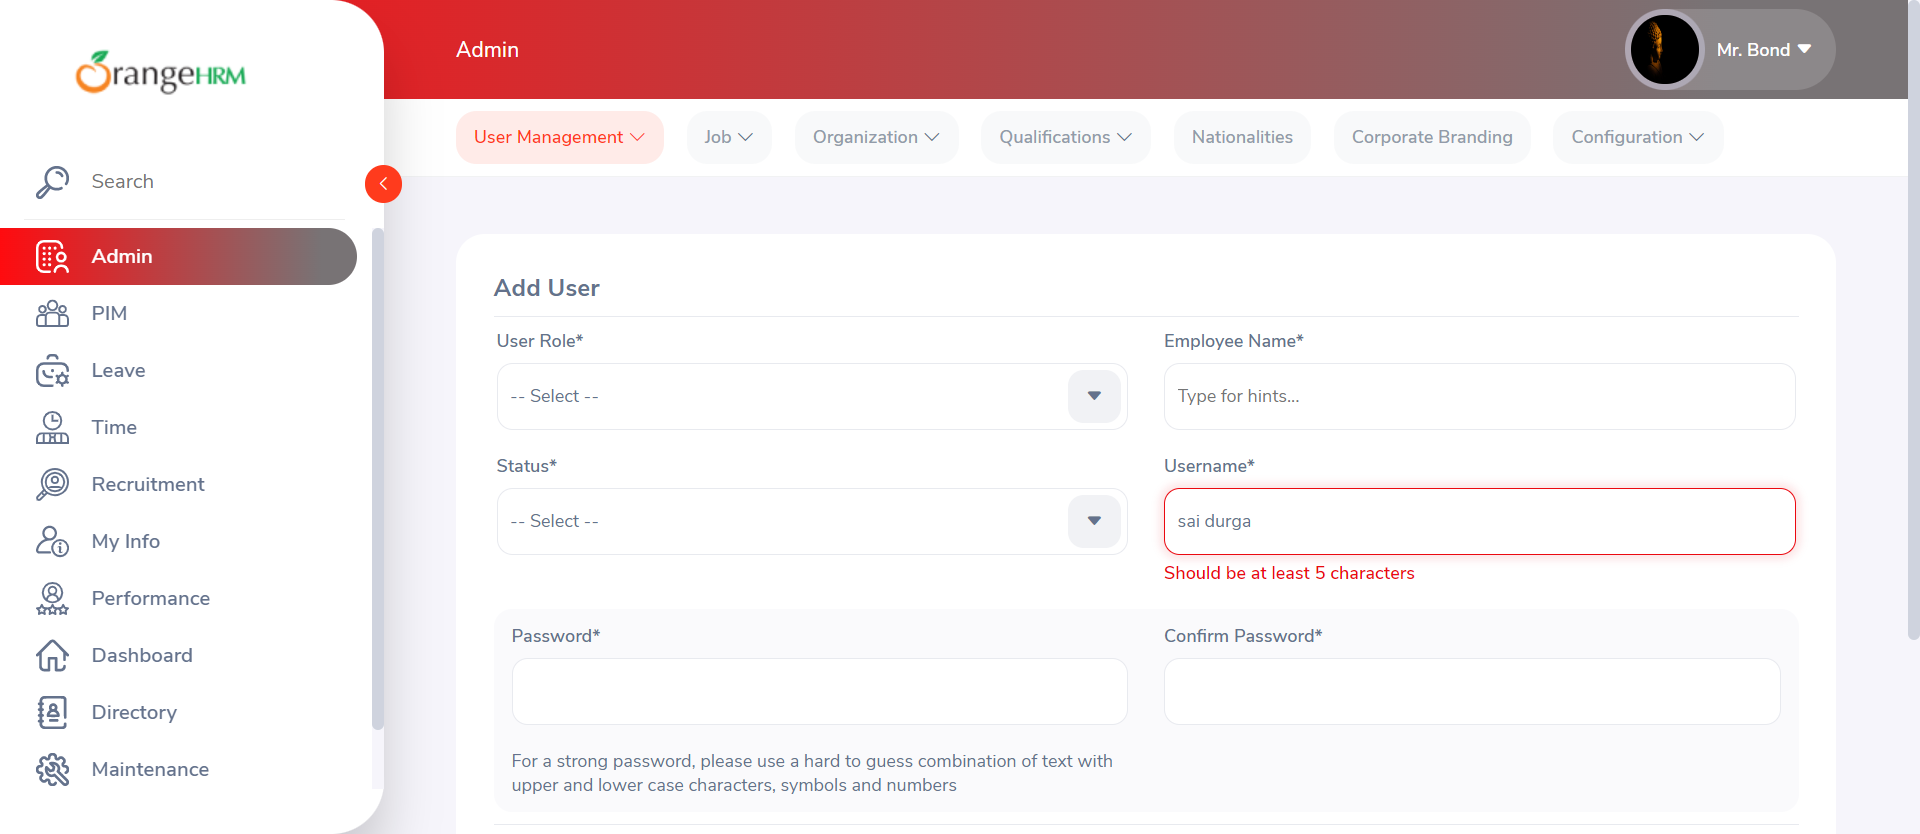 OrangeHRM
Search
Admin
PIM
Leave
Time
Recruitment
My Info
Performance
Dashboard
Directory
Maintenance
Admin
Mr. Bond
User Management
Job
Organization
Qualifications
Nationalities
Corporate Branding
Configuration
Add User
User Role*
-- Select --
Employee Name*
Type for hints...
Status*
-- Select --
Username*
sai durga
Should be at least 5 characters
Password*
Confirm Password*
For a strong password, please use a hard to guess combination of text with
upper and lower case characters, symbols and numbers